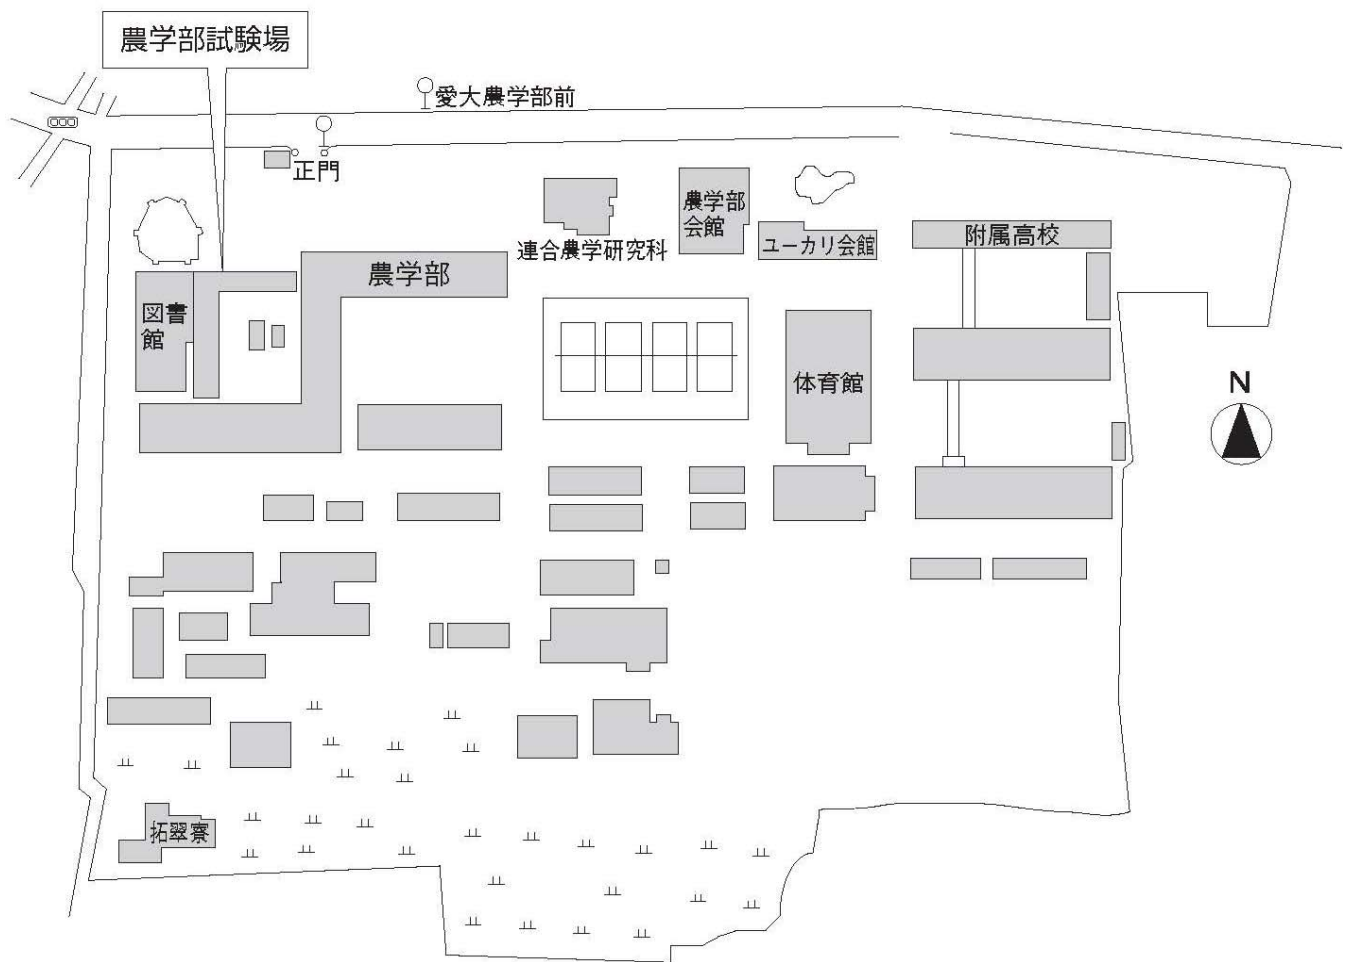 農学部試験場
愛大農学部前
正門
農学部
会館
ユーカリ会館
附属高校
連合農学研究科
農学部
図書
館
体育館
N
拓翠寮